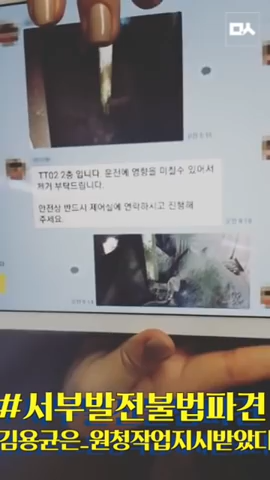 TT02 2층 입니다. 운전에 영향을 미칠수 있어서
제거 부탁드립니다.
안전상 반드시 제어실에 연락하시고 진행해
주세요.
#서부발전불법파견
김용균은_원청작업지시받았다